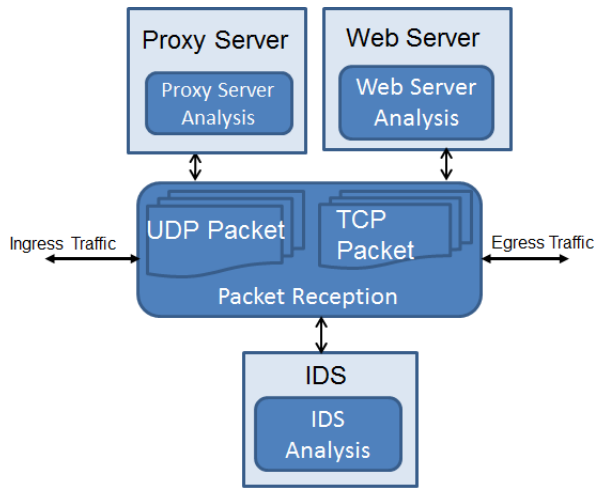 Proxy Server
Web Server
Proxy Server
Analysis
Web Server
Analysis
UDP Packet
TCP
Packet
Ingress Traffic
Egress Traffic
Packet Reception
IDS
IDS
Analysis